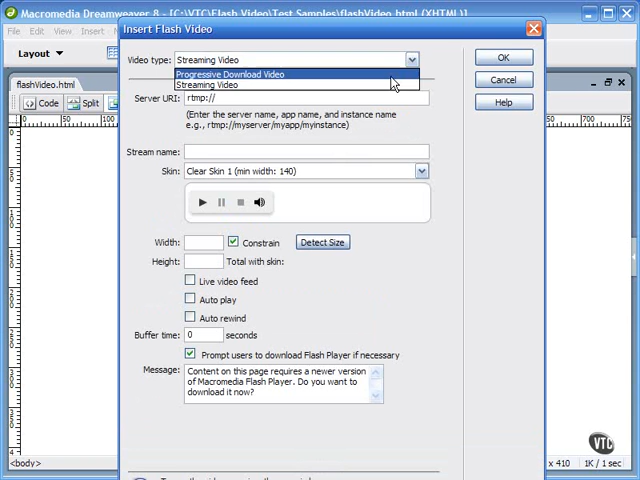 Macromedia Dreamweaver 8 - [C:\VTC\Flash Video\Test Samples\flashVideo.html (XHTML)]
File Edit View Insert
Layout
Insert Flash Video
Video type: Streaming Video
Progressive Download Video
Streaming Video
OK
Cancel
Help
flashVideo.html
Code Split
Server URI: rtmp://
(Enter the server name, app name, and instance name
e.g., rtmp://myserver/myapp/myinstance)
Stream name:
Skin: Clear Skin 1 (min width: 140)
Width: Constrain Detect Size
Height: Total with skin:
Live video feed
Auto play
Auto rewind
Buffer time: 0 seconds
Prompt users to download Flash Player if necessary
Message: Content on this page requires a newer version
of Macromedia Flash Player. Do you want to
download it now?
VTC
<body> x 410 1K / 1 sec